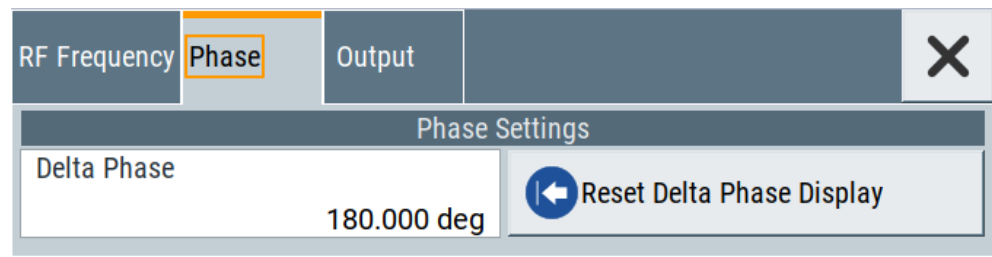 RF Frequency Phase Output
Phase Settings
Delta Phase
180.000 deg
Reset Delta Phase Display